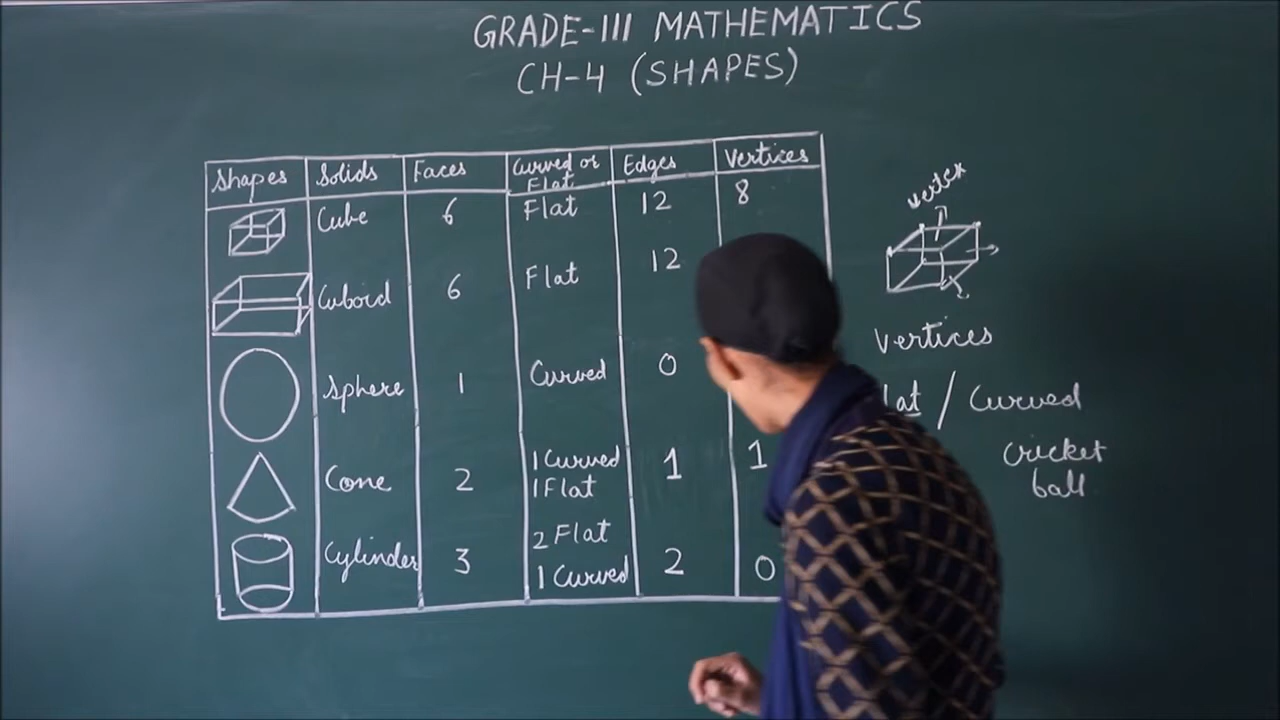 GRADE-III MATHEMATICS
CH-4 (SHAPES)
Shapes Solids Faces Curved or Flat Edges Vertices
Cube 6 Flat 12 8
Cuboid 6 Flat 12
Sphere 1 Curved 0
Cone 2 1 Curved 1 Flat 1 1
Cylinder 3 2 Flat 1 Curved 2 0
vertex
Vertices
/ Curved
cricket
ball